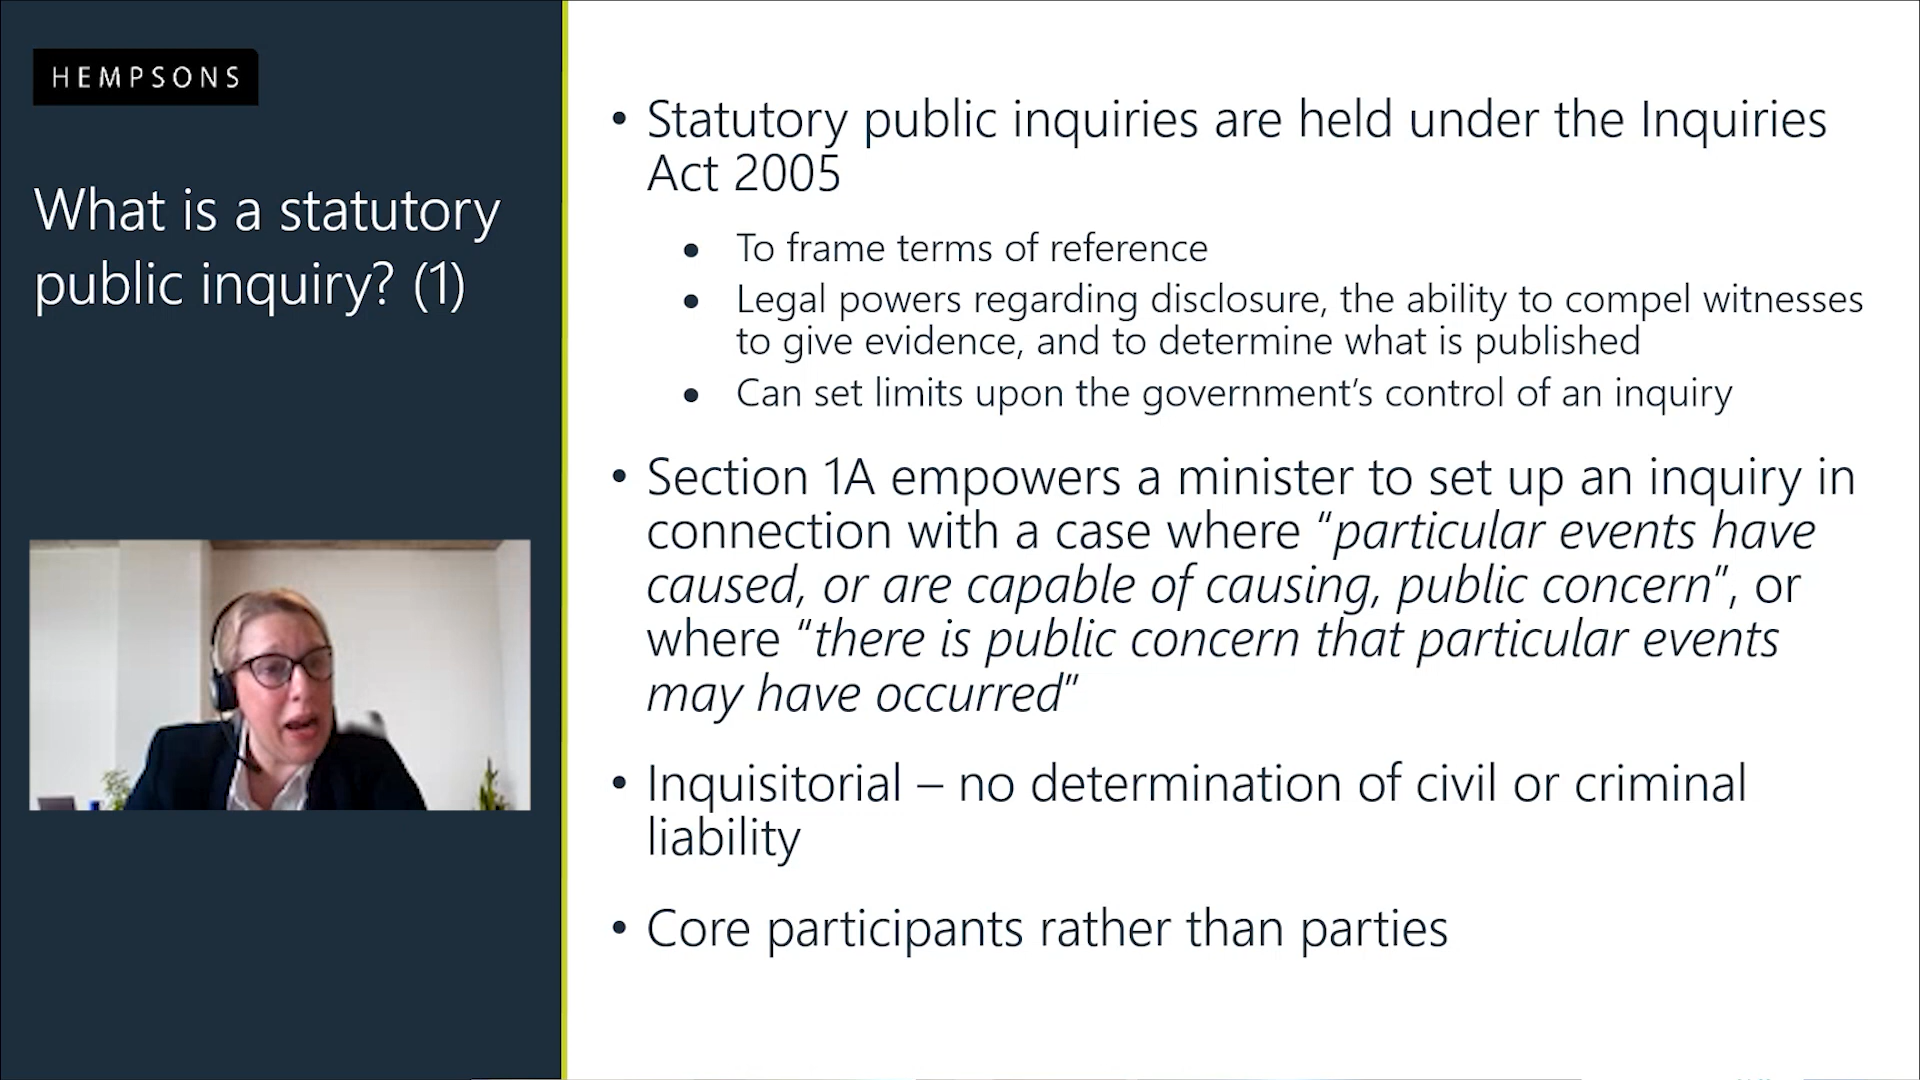 HEMPSONS
What is a statutory
public inquiry? (1)
• Statutory public inquiries are held under the Inquiries
Act 2005
• To frame terms of reference
• Legal powers regarding disclosure, the ability to compel witnesses
to give evidence, and to determine what is published
• Can set limits upon the government’s control of an inquiry
• Section 1A empowers a minister to set up an inquiry in
connection with a case where “particular events have
caused, or are capable of causing, public concern”, or
where “there is public concern that particular events
may have occurred”
• Inquisitorial – no determination of civil or criminal
liability
• Core participants rather than parties